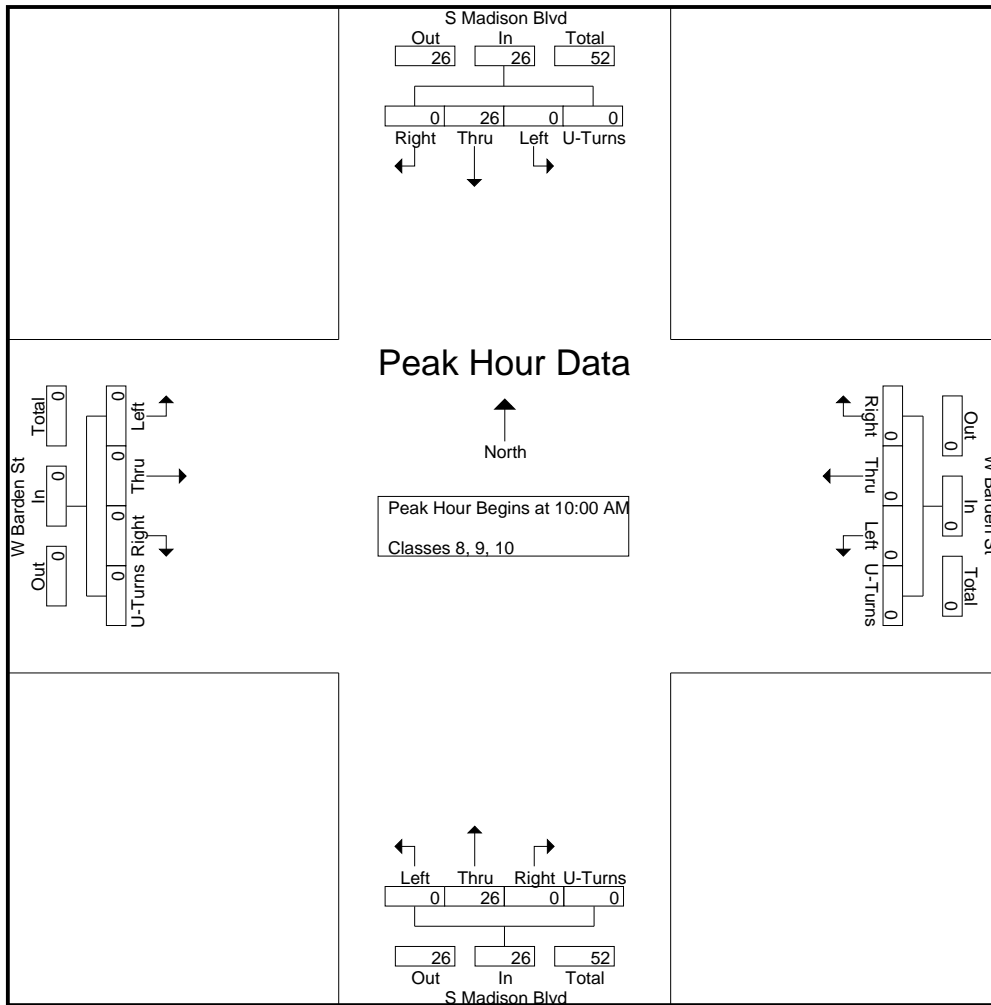 S Madison Blvd
Out In Total
26 26 52
0 26 0 0
Right Thru Left U-Turns
Peak Hour Data
North
Peak Hour Begins at 10:00 AM
Classes 8, 9, 10
W Barden St
Out In Total
0 0 0
0 0 0 0
U-Turns Right Thru Left
W Barden St
Out In Total
0 0 0
0 0 0 0
Right Thru Left U-Turns
Left Thru Right U-Turns
0 26 0 0
26 26 52
Out In Total
S Madison Blvd